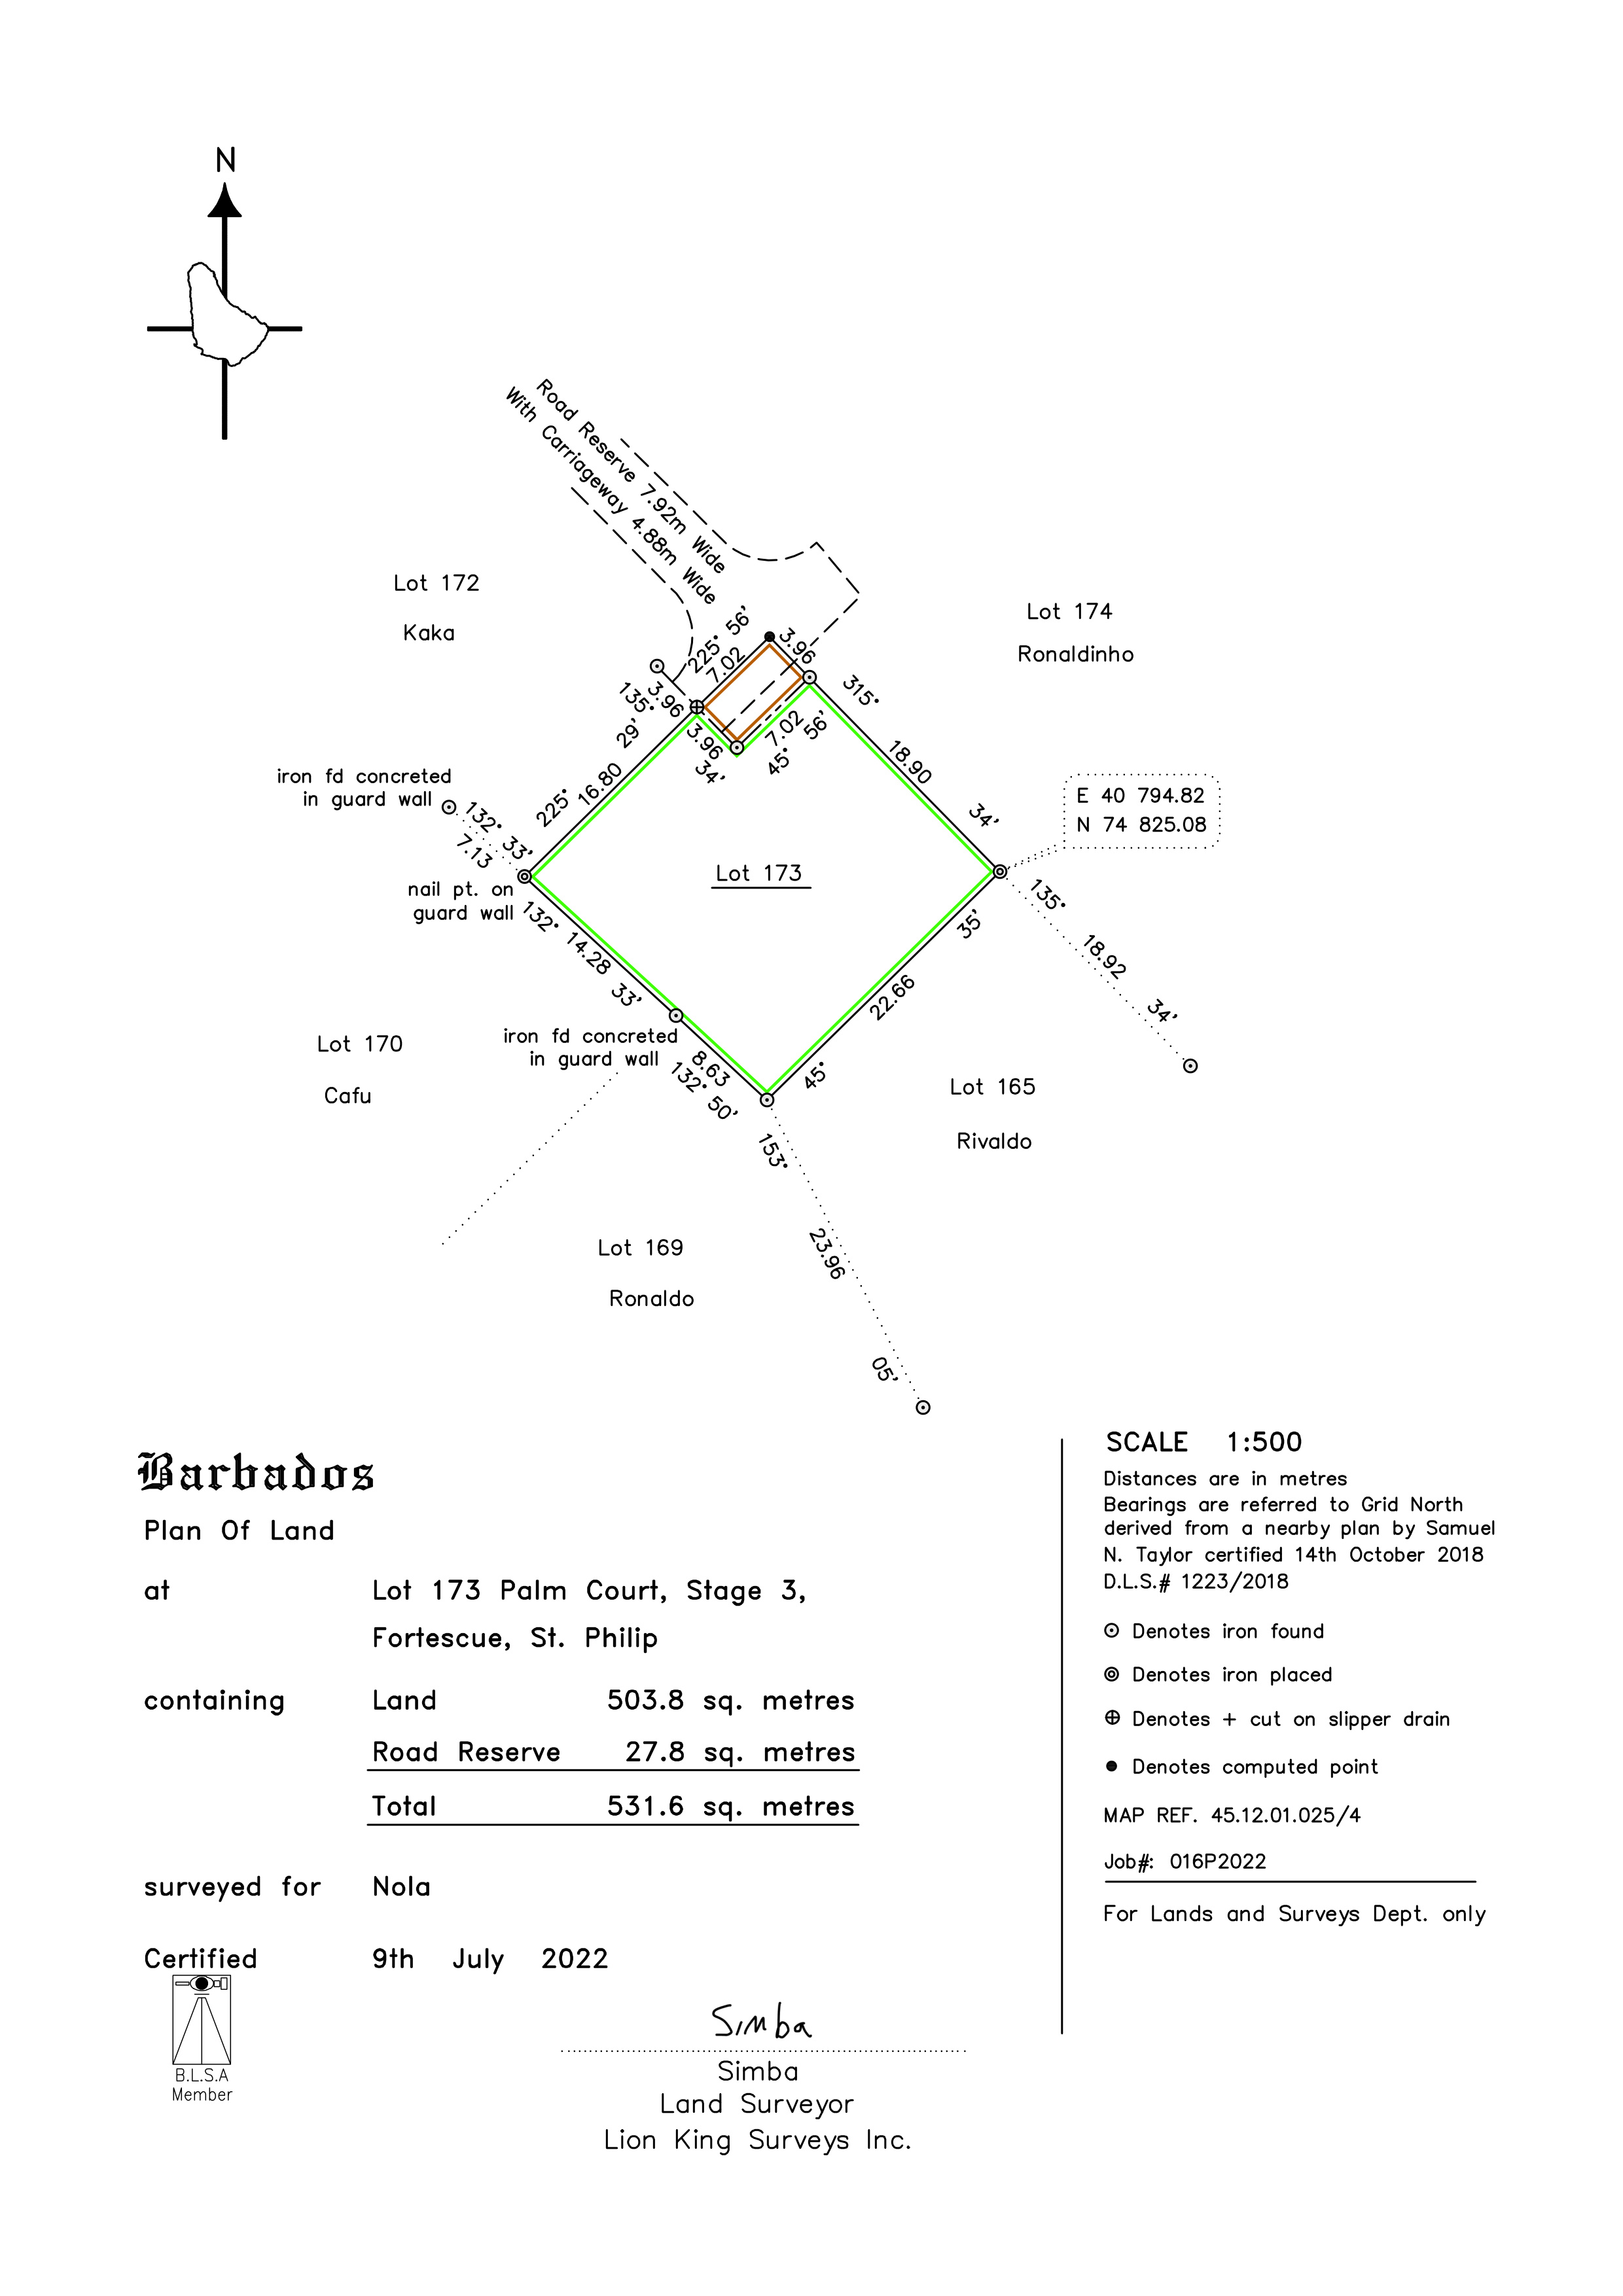 N
Road Reserve 7.92m Wide
With Carriageway 4.88m Wide
Lot 172
Kaka
Lot 174
Ronaldinho
225° 56'
7.02
3.96
135°
3.96
3.96
34'
7.02
45° 56'
315°
18.90
34'
29'
16.80
225°
iron fd concreted
in guard wall
132° 33'
7.13
nail pt. on
guard wall
E 40 794.82
N 74 825.08
Lot 173
132°
14.28
33'
35'
22.66
45°
135°
18.92
34'
iron fd concreted
in guard wall
8.63
132° 50'
Lot 170
Cafu
Lot 165
Rivaldo
153°
23.96
05'
Lot 169
Ronaldo
Barbados
Plan Of Land
at Lot 173 Palm Court, Stage 3,
Fortescue, St. Philip
containing Land 503.8 sq. metres
Road Reserve 27.8 sq. metres
Total 531.6 sq. metres
surveyed for Nola
Certified 9th July 2022
B.L.S.A
Member
Simba
Simba
Land Surveyor
Lion King Surveys Inc.
SCALE 1:500
Distances are in metres
Bearings are referred to Grid North
derived from a nearby plan by Samuel
N. Taylor certified 14th October 2018
D.L.S.# 1223/2018
Denotes iron found
Denotes iron placed
Denotes + cut on slipper drain
Denotes computed point
MAP REF. 45.12.01.025/4
Job#: 016P2022
For Lands and Surveys Dept. only